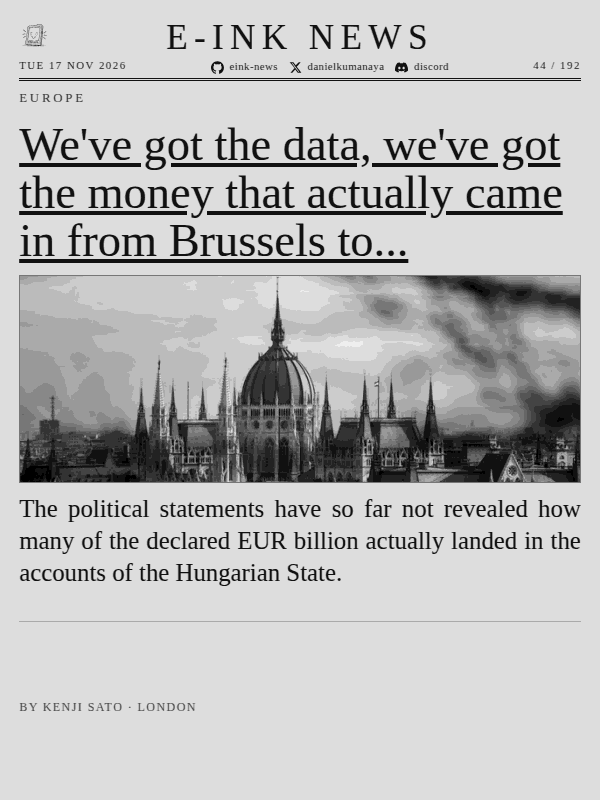 E-INK NEWS
TUE 17 NOV 2026
eink-news danielkumanaya discord
44 / 192
EUROPE
We've got the data, we've got
the money that actually came
in from Brussels to...
The political statements have so far not revealed how
many of the declared EUR billion actually landed in the
accounts of the Hungarian State.
BY KENJI SATO · LONDON